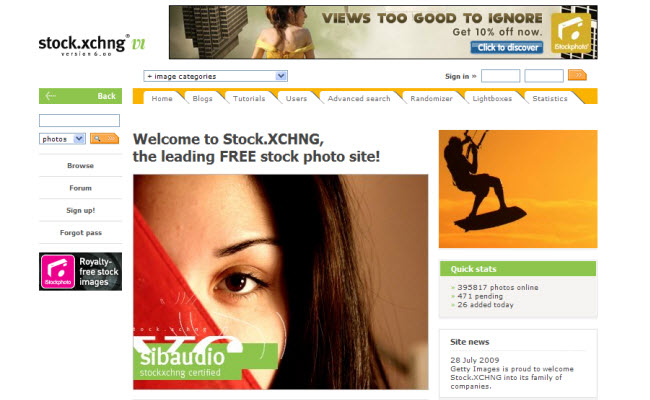 stock.xchng® vi
version 6.00
VIEWS TOO GOOD TO IGNORE
Get 10% off now.
Click to discover
iStockphoto
+ image categories
Sign in »
Back
Home
Blogs
Tutorials
Users
Advanced search
Randomizer
Lightboxes
Statistics
photos
Browse
Forum
Sign up!
Forgot pass
iStockphoto
Royalty-
free stock
images
Welcome to Stock.XCHNG,
the leading FREE stock photo site!
stock.xchng
sibaudio
stockxchng certified
Quick stats
» 395817 photos online
» 471 pending
» 26 added today
Site news
28 July 2009
Getty Images is proud to welcome
Stock.XCHNG into its family of
companies.